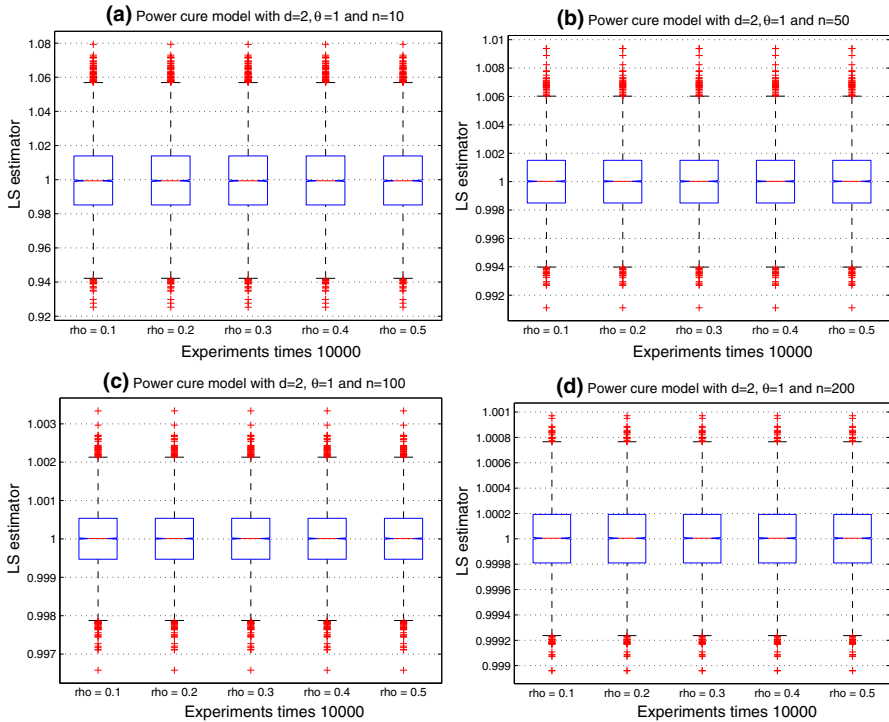 (a) Power cure model with d=2,θ=1 and n=10
1.08
1.06
1.04
1.02
1
0.98
0.96
0.94
0.92
LS estimator
rho = 0.1 rho = 0.2 rho = 0.3 rho = 0.4 rho = 0.5
Experiments times 10000
(b) Power cure model with d=2,θ=1 and n=50
1.01
1.006
1.002
1
0.998
0.994
0.992
LS estimator
rho = 0.1 rho = 0.2 rho = 0.3 rho = 0.4 rho = 0.5
Experiments times 10000
(c) Power cure model with d=2, θ=1 and n=100
1.003
1.002
1.001
1
0.999
0.998
0.997
LS estimator
rho = 0.1 rho = 0.2 rho = 0.3 rho = 0.4 rho = 0.5
Experiments times 10000
(d) Power cure model with d=2, θ=1 and n=200
1.001
1.0008
1.0006
1.0004
1.0002
1
0.9998
0.9996
0.9994
0.9992
0.999
LS estimator
rho = 0.1 rho = 0.2 rho = 0.3 rho = 0.4 rho = 0.5
Experiments times 10000